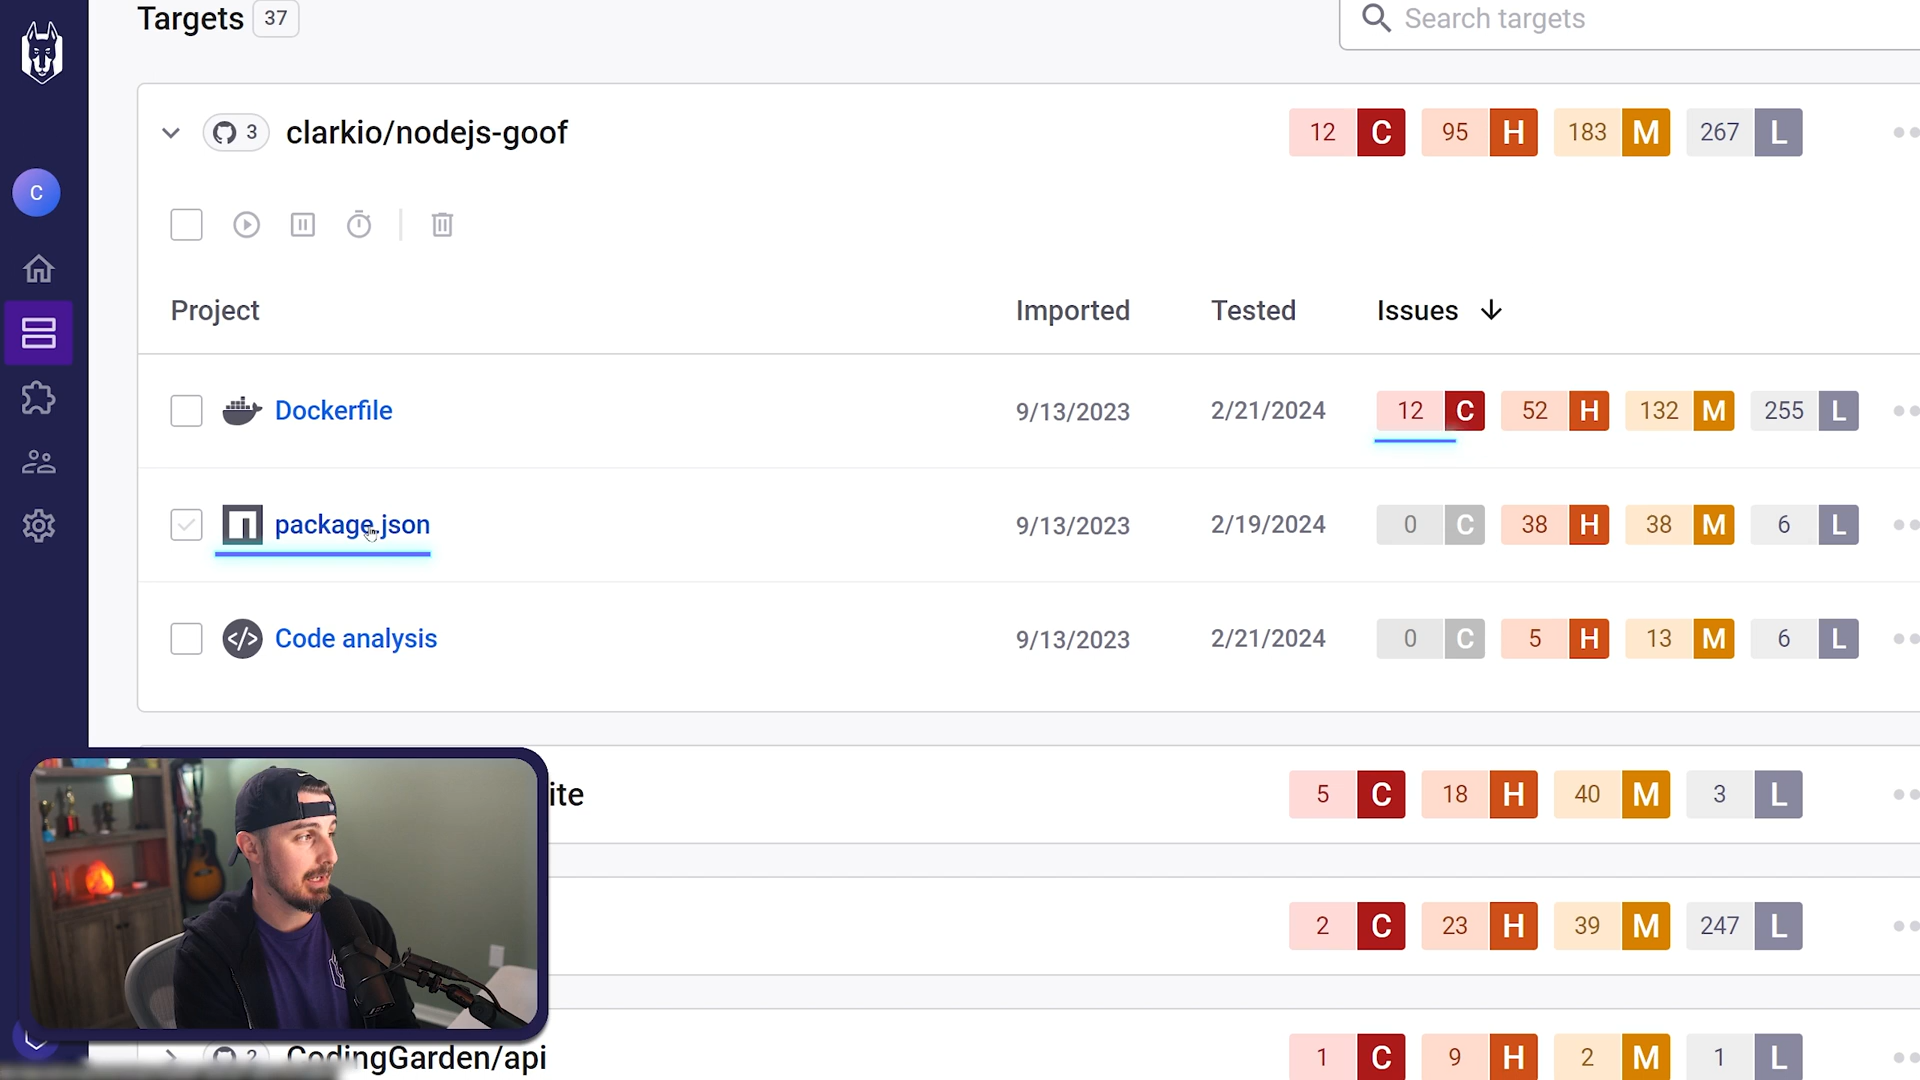 Targets 37
Search targets
3 clarkio/nodejs-goof 12 C 95 H 183 M 267 L
C
Project Imported Tested Issues
Dockerfile 9/13/2023 2/21/2024 12 C 52 H 132 M 255 L
package.json 9/13/2023 2/19/2024 0 C 38 H 38 M 6 L
</> Code analysis 9/13/2023 2/21/2024 0 C 5 H 13 M 6 L
ite 5 C 18 H 40 M 3 L
2 C 23 H 39 M 247 L
2 CodingGarden/api 1 C 9 H 2 M 1 L